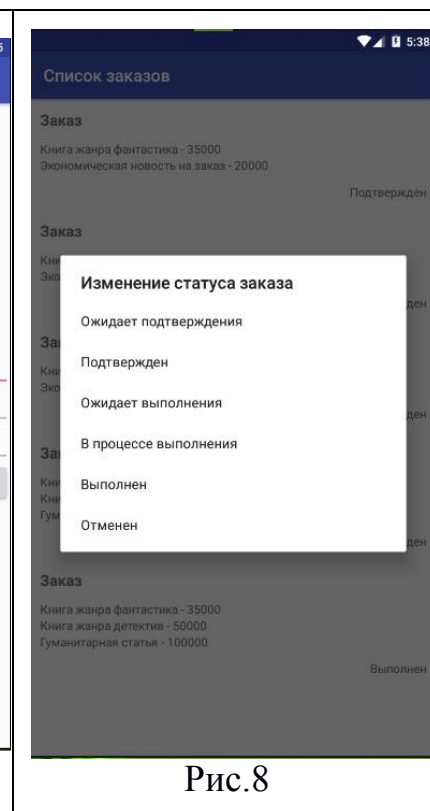 5:38
Список заказов
Заказ
Книга жанра фантастика - 35000
Экономическая новость на заказ - 20000
Подтвержден
Заказ
Изменение статуса заказа
Ожидает подтверждения
Подтвержден
Ожидает выполнения
В процессе выполнения
Выполнен
Отменен
Заказ
Книга жанра фантастика - 35000
Книга жанра детектив - 50000
Гуманитарная статья - 100000
Выполнен
Рис.8